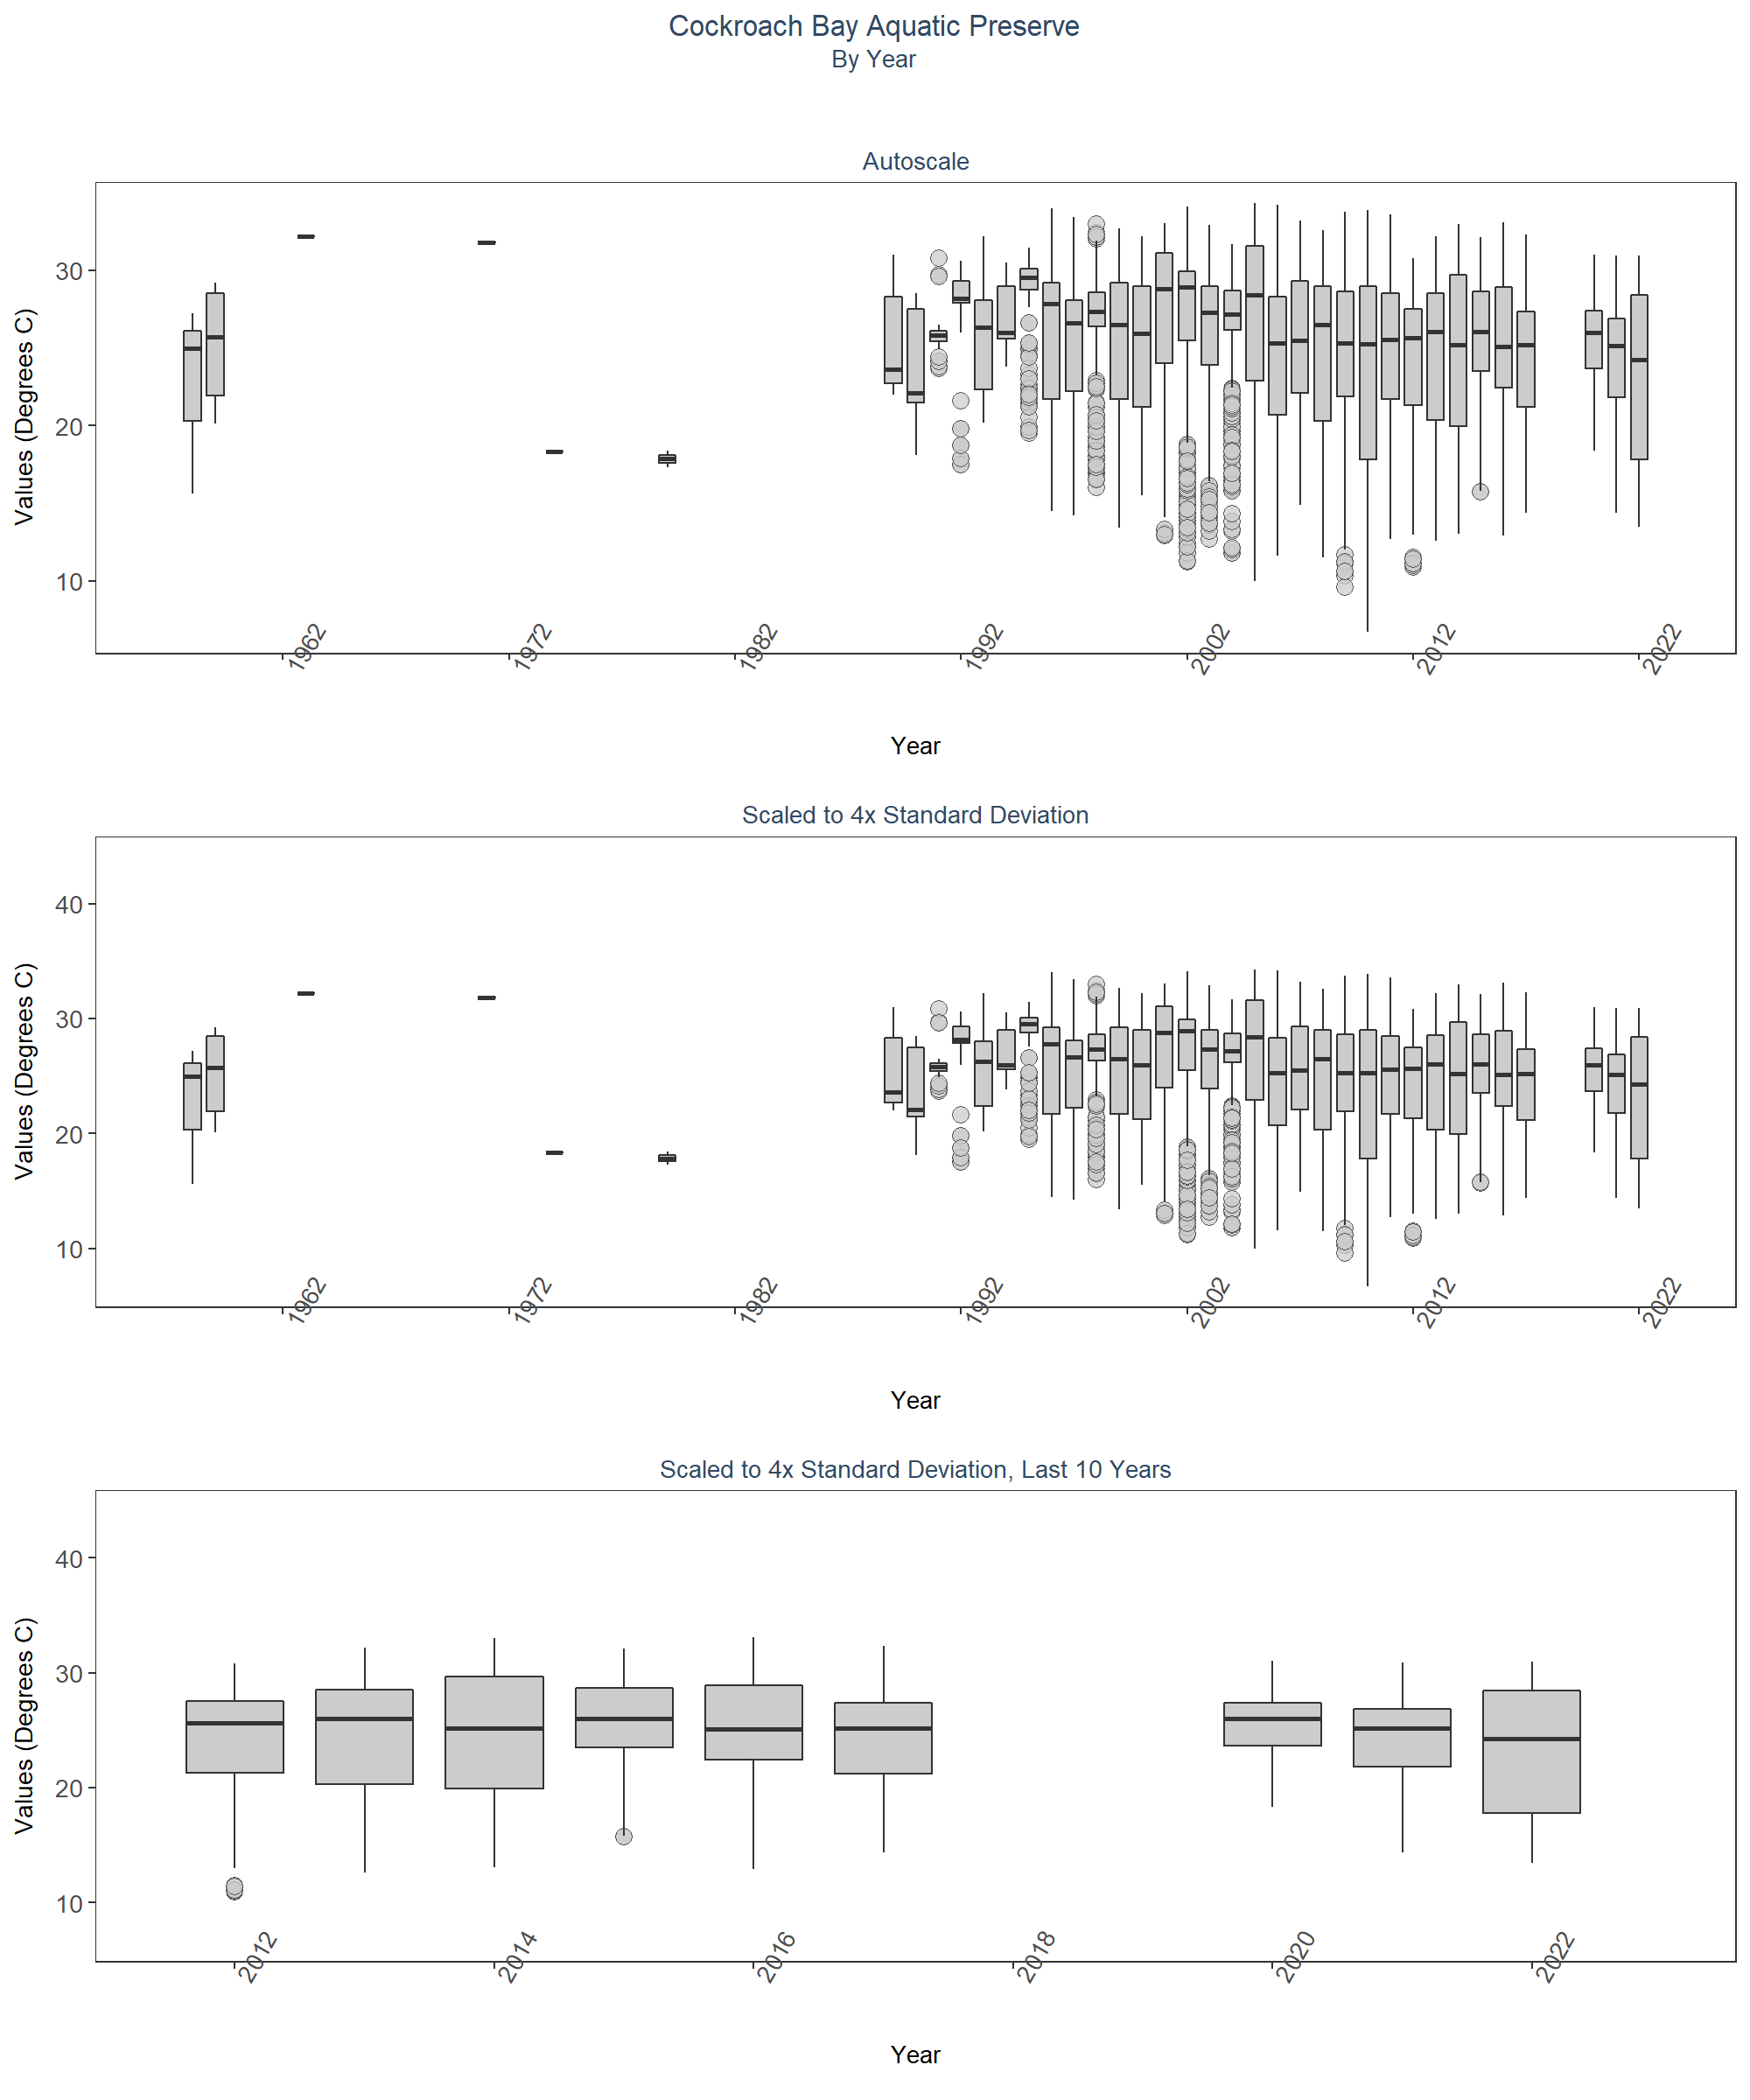 Cockroach Bay Aquatic Preserve
By Year
Autoscale
Values (Degrees C)
30
20
10
1962
1972
1982
1992
2002
2012
2022
Year
Scaled to 4x Standard Deviation
Values (Degrees C)
40
30
20
10
1962
1972
1982
1992
2002
2012
2022
Year
Scaled to 4x Standard Deviation, Last 10 Years
Values (Degrees C)
40
30
20
10
2012
2014
2016
2018
2020
2022
Year